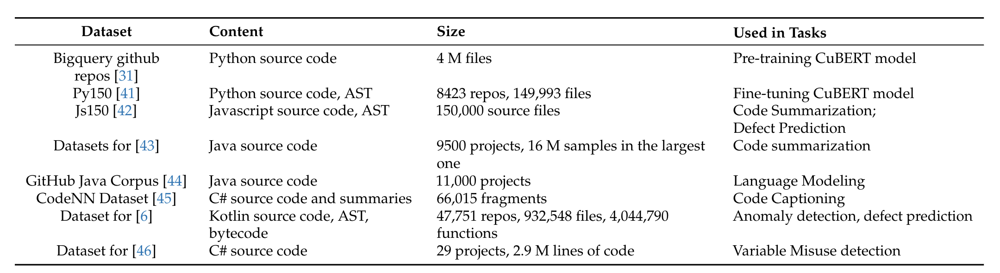 Dataset Content Size Used in Tasks
Bigquery github Python source code 4 M files Pre-training CuBERT model
repos [31]
Py150 [41] Python source code, AST 8423 repos, 149,993 files Fine-tuning CuBERT model
Js150 [42] Javascript source code, AST 150,000 source files Code Summarization;
Defect Prediction
Datasets for [43] Java source code 9500 projects, 16 M samples in the largest Code summarization
one
GitHub Java Corpus [44] Java source code 11,000 projects Language Modeling
CodeNN Dataset [45] C# source code and summaries 66,015 fragments Code Captioning
Dataset for [6] Kotlin source code, AST, 47,751 repos, 932,548 files, 4,044,790 Anomaly detection, defect prediction
bytecode functions
Dataset for [46] C# source code 29 projects, 2.9 M lines of code Variable Misuse detection